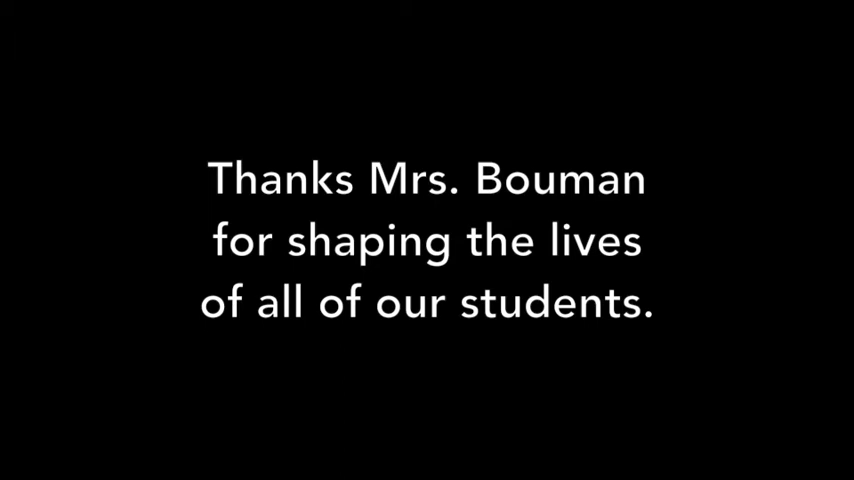 Thanks Mrs. Bouman
for shaping the lives
of all of our students.